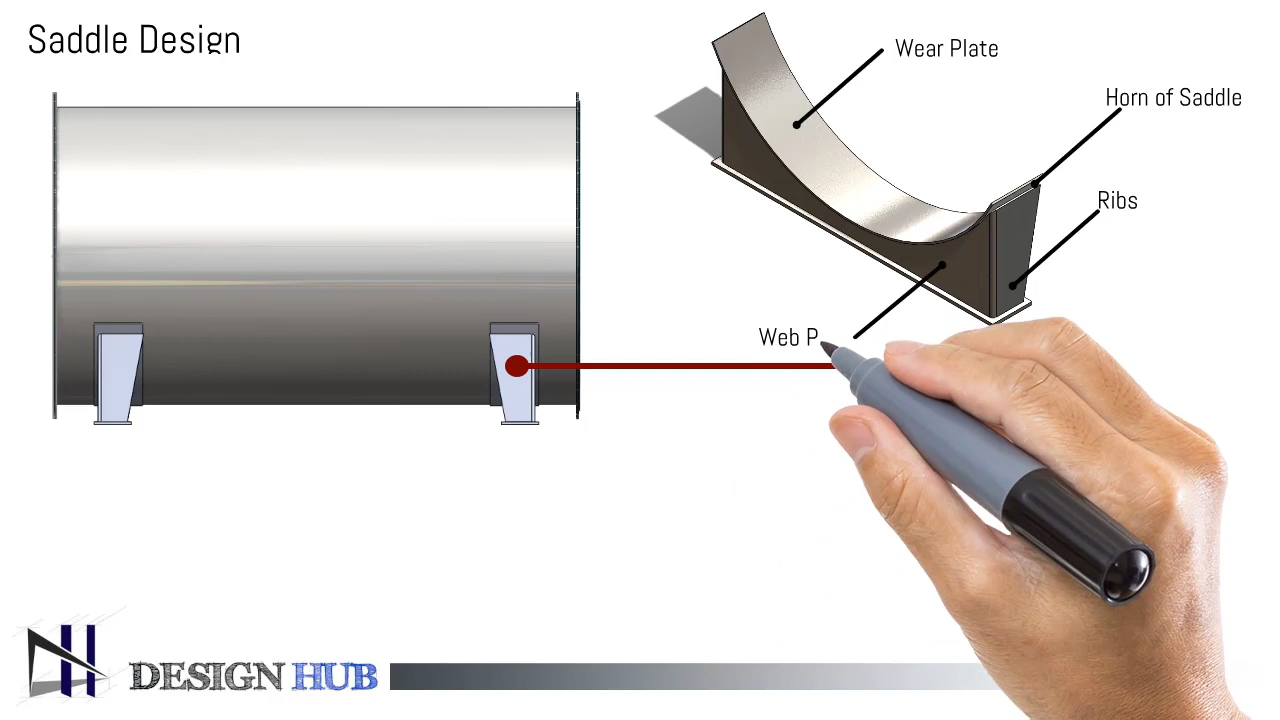 Saddle Design
Wear Plate
Horn of Saddle
Ribs
Web P
DESIGN HUB